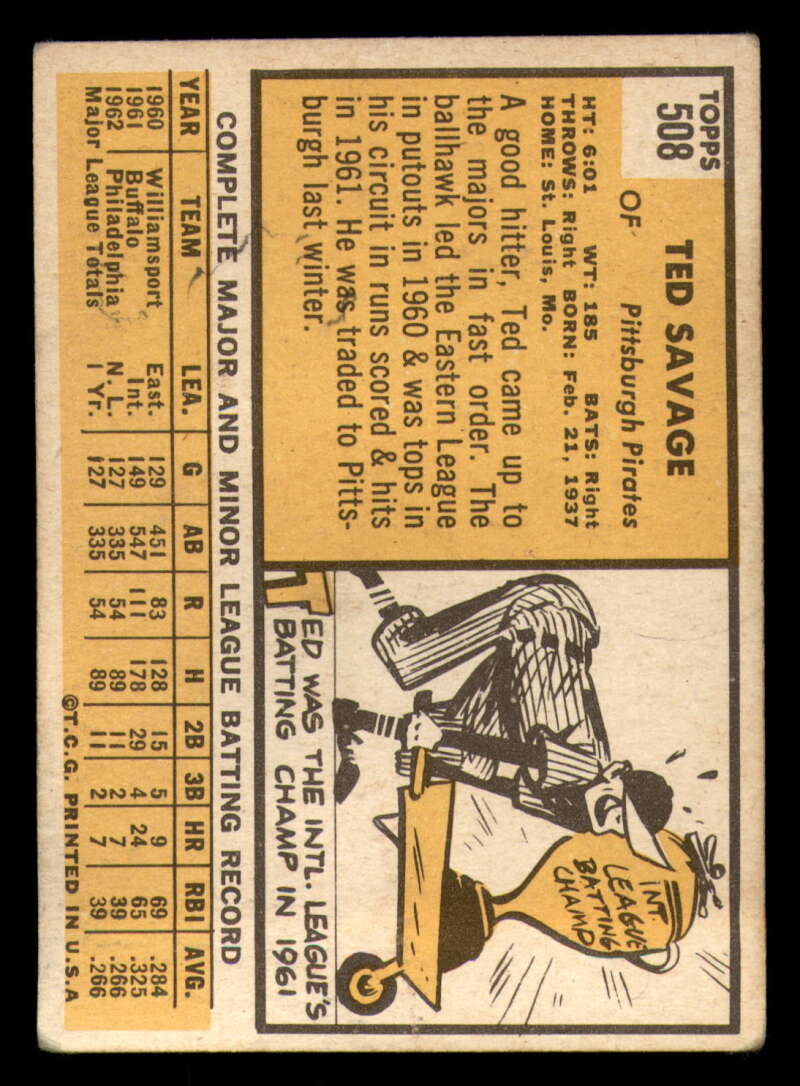 TOPPS
508
TED SAVAGE
OF Pittsburgh Pirates
HT: 6:01 WT: 185 BATS: Right
THROWS: Right BORN: Feb. 21, 1937
HOME: St. Louis, Mo.
A good hitter, Ted came up to
the majors in fast order. The
ballhawk led the Eastern League
in putouts in 1960 & was tops in
his circuit in runs scored & hits
in 1961. He was traded to Pitts-
burgh last winter.
INT.
LEAGUE
BATTING
CHAMP
TED WAS THE INTL. LEAGUE'S
BATTING CHAMP IN 1961
COMPLETE MAJOR AND MINOR LEAGUE BATTING RECORD
YEAR TEAM LEA. G AB R H 2B 3B HR RBI AVG.
1960 Williamsport East. 129 451 83 128 15 5 9 69 .284
1961 Buffalo Int. 149 547 111 178 29 4 24 65 .325
1962 Philadelphia N. L. 127 335 54 89 11 2 7 39 .266
Major League Totals 1 Yr. 127 335 54 89 11 2 7 39 .266
©T.C.G. PRINTED IN U.S.A